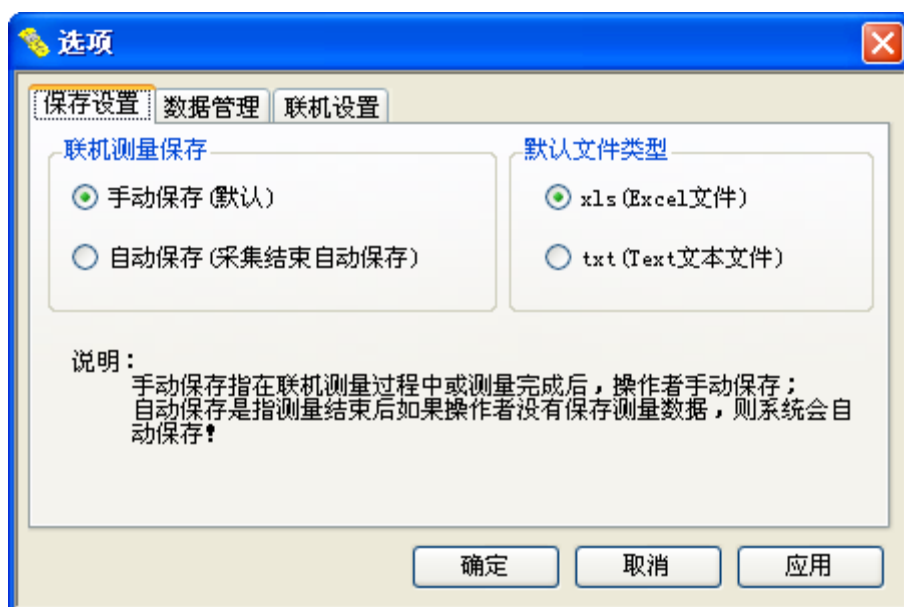 选项
保存设置 数据管理 联机设置
联机测量保存 默认文件类型
手动保存(默认) xls(Excel文件)
自动保存(采集结束自动保存) txt(Text文本文件)
说明：
手动保存指在联机测量过程中或测量完成后，操作者手动保存；
自动保存是指测量结束后如果操作者没有保存测量数据，则系统会自
动保存！
确定 取消 应用